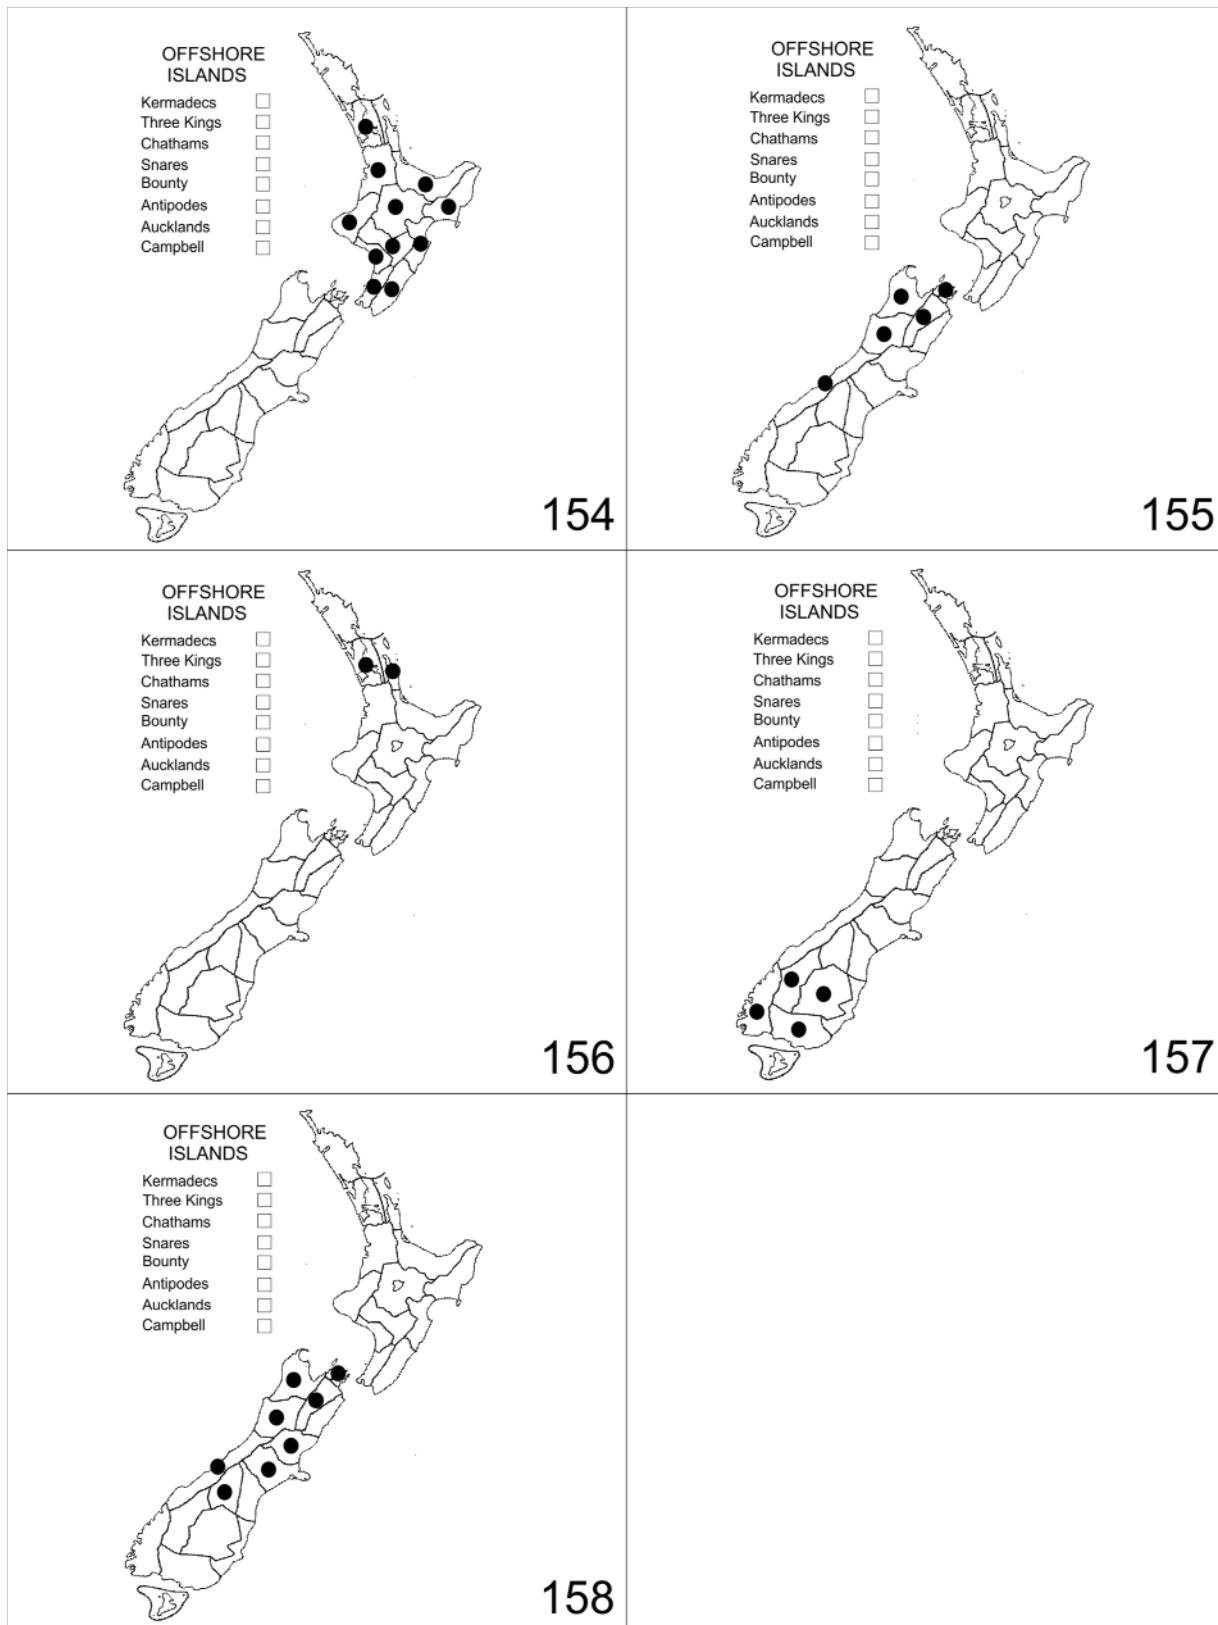 OFFSHORE
ISLANDS
Kermadecs
Three Kings
Chathams
Snares
Bounty
Antipodes
Aucklands
Campbell
154
OFFSHORE
ISLANDS
Kermadecs
Three Kings
Chathams
Snares
Bounty
Antipodes
Aucklands
Campbell
155
OFFSHORE
ISLANDS
Kermadecs
Three Kings
Chathams
Snares
Bounty
Antipodes
Aucklands
Campbell
156
OFFSHORE
ISLANDS
Kermadecs
Three Kings
Chathams
Snares
Bounty
Antipodes
Aucklands
Campbell
157
OFFSHORE
ISLANDS
Kermadecs
Three Kings
Chathams
Snares
Bounty
Antipodes
Aucklands
Campbell
158